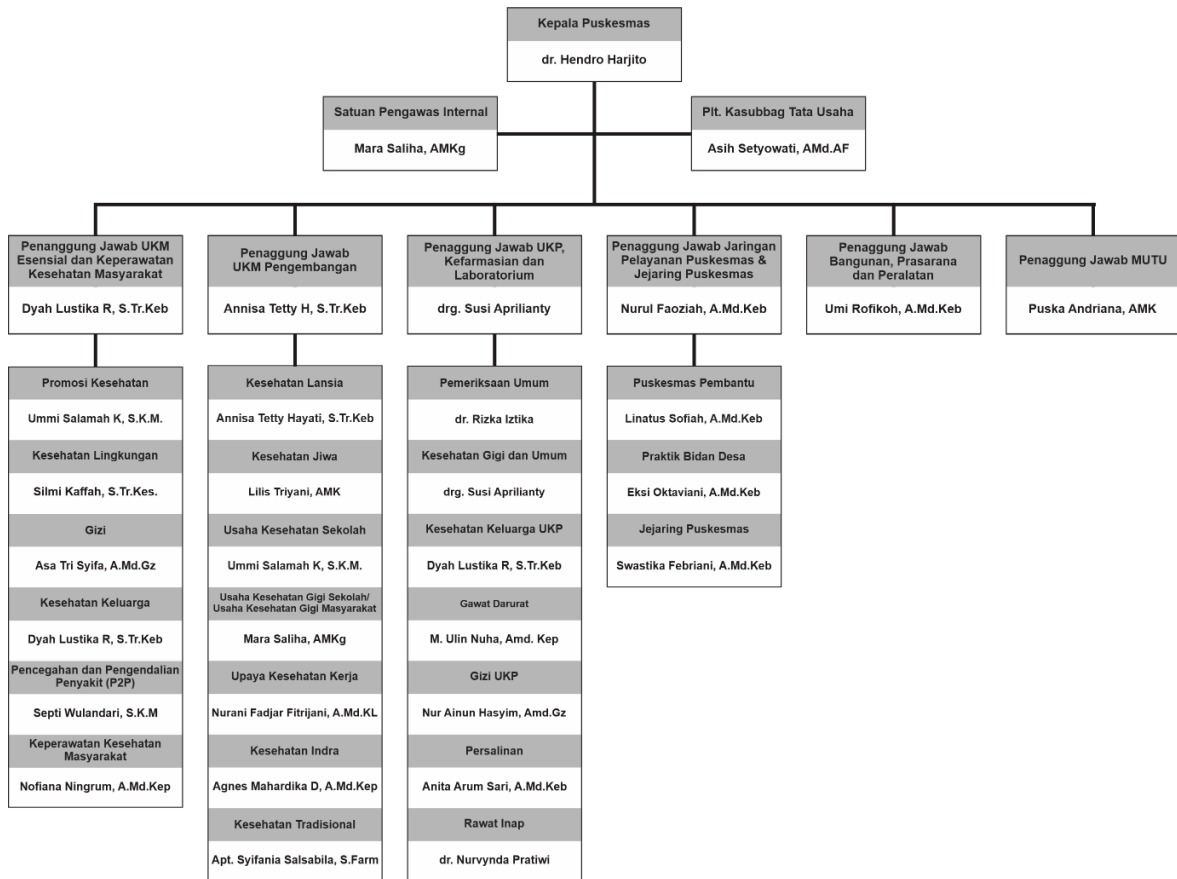 Kepala Puskesmas
dr. Hendro Harjito
Satuan Pengawas Internal
Mara Saliha, AMKg
Plt. Kasubbag Tata Usaha
Asih Setyowati, AMd.AF
Penanggung Jawab UKM
Esensial dan Keperawatan
Kesehatan Masyarakat
Dyah Lustika R, S.Tr.Keb
Promosi Kesehatan
Ummi Salamah K, S.K.M.
Kesehatan Lingkungan
Silmi Kaffah, S.Tr.Kes.
Gizi
Asa Tri Syifa, A.Md.Gz
Kesehatan Keluarga
Dyah Lustika R, S.Tr.Keb
Pencegahan dan Pengendalian
Penyakit (P2P)
Septi Wulandari, S.K.M
Keperawatan Kesehatan
Masyarakat
Nofiana Ningrum, A.Md.Kep
Penaggung Jawab
UKM Pengembangan
Annisa Tetty H, S.Tr.Keb
Kesehatan Lansia
Annisa Tetty Hayati, S.Tr.Keb
Kesehatan Jiwa
Lilis Triyani, AMK
Usaha Kesehatan Sekolah
Ummi Salamah K, S.K.M.
Usaha Kesehatan Gigi Sekolah/
Usaha Kesehatan Gigi Masyarakat
Mara Saliha, AMKg
Upaya Kesehatan Kerja
Nurani Fadjar Fitrijani, A.Md.KL
Kesehatan Indra
Agnes Mahardika D, A.Md.Kep
Kesehatan Tradisional
Apt. Syifania Salsabila, S.Farm
Penaggung Jawab UKP,
Kefarmasian dan
Laboratorium
drg. Susi Aprilianty
Pemeriksaan Umum
dr. Rizka Iztika
Kesehatan Gigi dan Umum
drg. Susi Aprilianty
Kesehatan Keluarga UKP
Dyah Lustika R, S.Tr.Keb
Gawat Darurat
M. Ulin Nuha, Amd. Kep
Gizi UKP
Nur Ainun Hasyim, Amd.Gz
Persalinan
Anita Arum Sari, A.Md.Keb
Rawat Inap
dr. Nurvynda Pratiwi
Penaggung Jawab Jaringan
Pelayanan Puskesmas &
Jejaring Puskesmas
Nurul Faoziah, A.Md.Keb
Puskesmas Pembantu
Linatus Sofiah, A.Md.Keb
Praktik Bidan Desa
Eksi Oktaviani, A.Md.Keb
Jejaring Puskesmas
Swastika Febriani, A.Md.Keb
Penaggung Jawab
Bangunan, Prasarana
dan Peralatan
Umi Rofikoh, A.Md.Keb
Penaggung Jawab MUTU
Puska Andriana, AMK